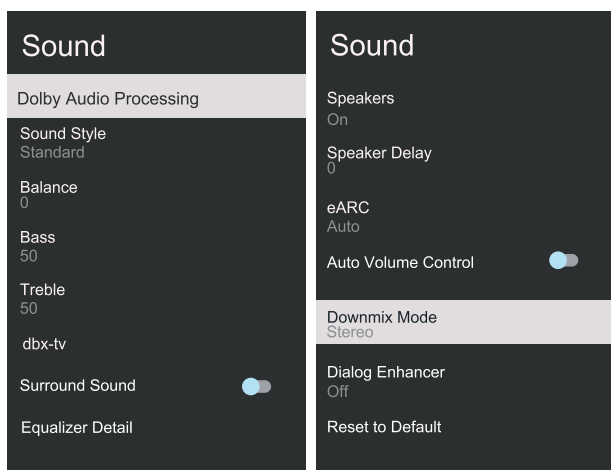 Sound
Dolby Audio Processing
Sound Style
Standard
Balance
0
Bass
50
Treble
50
dbx-tv
Surround Sound
Equalizer Detail
Sound
Speakers
On
Speaker Delay
0
eARC
Auto
Auto Volume Control
Downmix Mode
Stereo
Dialog Enhancer
Off
Reset to Default